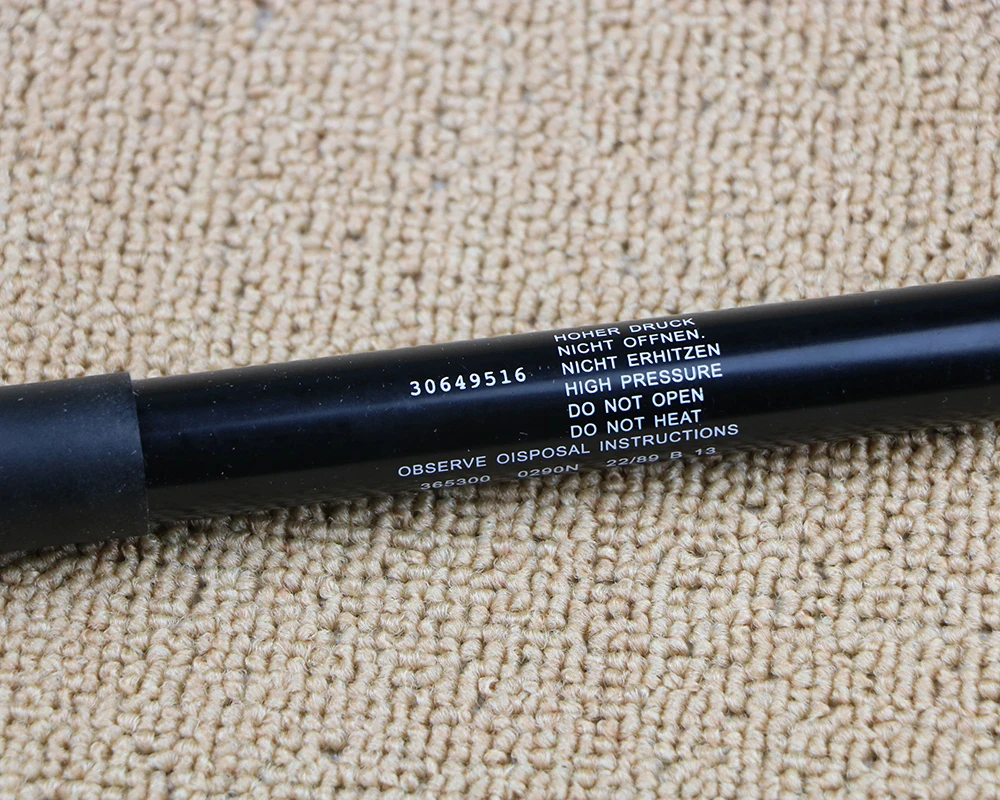 HOHER DRUCK
NICHT OFFNEN.
NICHT ERHITZEN
30649516
HIGH PRESSURE
DO NOT OPEN
DO NOT HEAT
OBSERVE OISPOSAL INSTRUCTIONS
365300 0290N 22/89 B 13